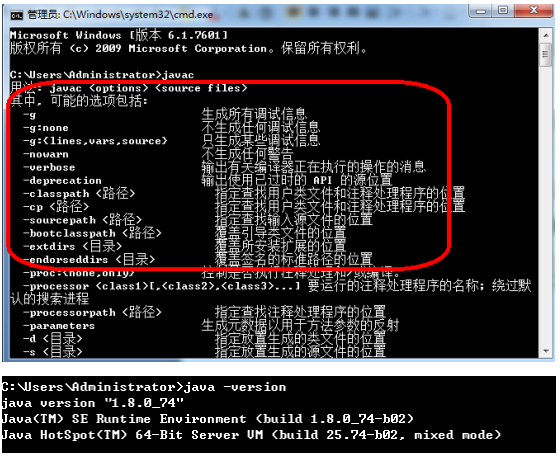 管理员: C:\Windows\system32\cmd.exe
Microsoft Windows [版本 6.1.7601]
版权所有 (c) 2009 Microsoft Corporation。保留所有权利。
C:\Users\Administrator>javac
用法: javac <options> <source files>
其中, 可能的选项包括:
-g 生成所有调试信息
-g:none 不生成任何调试信息
-g:{lines,vars,source} 只生成某些调试信息
-nowarn 不生成任何警告
-verbose 输出有关编译器正在执行的操作的消息
-deprecation 输出使用已过时的 API 的源位置
-classpath <路径> 指定查找用户类文件和注释处理程序的位置
-cp <路径> 指定查找用户类文件和注释处理程序的位置
-sourcepath <路径> 指定查找输入源文件的位置
-bootclasspath <路径> 覆盖引导类文件的位置
-extdirs <目录> 覆盖所安装扩展的位置
-endorseddirs <目录> 覆盖签名的标准路径的位置
-proc:{none,only} 控制是否执行注释处理和/或编译。
-processor <class1>[,<class2>,<class3>...] 要运行的注释处理程序的名称; 绕过默
认的搜索进程
-processorpath <路径> 指定查找注释处理程序的位置
-parameters 生成元数据以用于方法参数的反射
-d <目录> 指定放置生成的类文件的位置
-s <目录> 指定放置生成的源文件的位置
C:\Users\Administrator>java -version
java version "1.8.0_74"
Java(TM) SE Runtime Environment (build 1.8.0_74-b02)
Java HotSpot(TM) 64-Bit Server VM (build 25.74-b02, mixed mode)